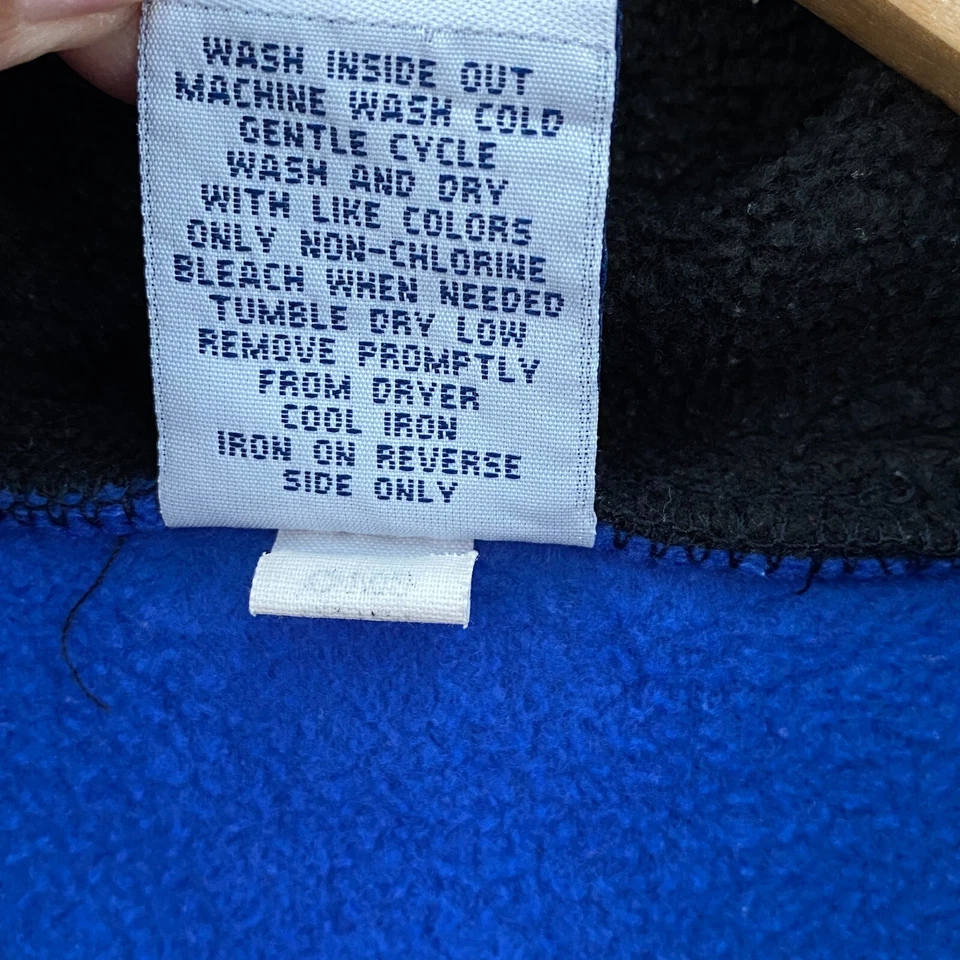 WASH INSIDE OUT
MACHINE WASH COLD
GENTLE CYCLE
WASH AND DRY
WITH LIKE COLORS
ONLY NON-CHLORINE
BLEACH WHEN NEEDED
TUMBLE DRY LOW
REMOVE PROMPTLY
FROM DRYER
COOL IRON
IRON ON REVERSE
SIDE ONLY